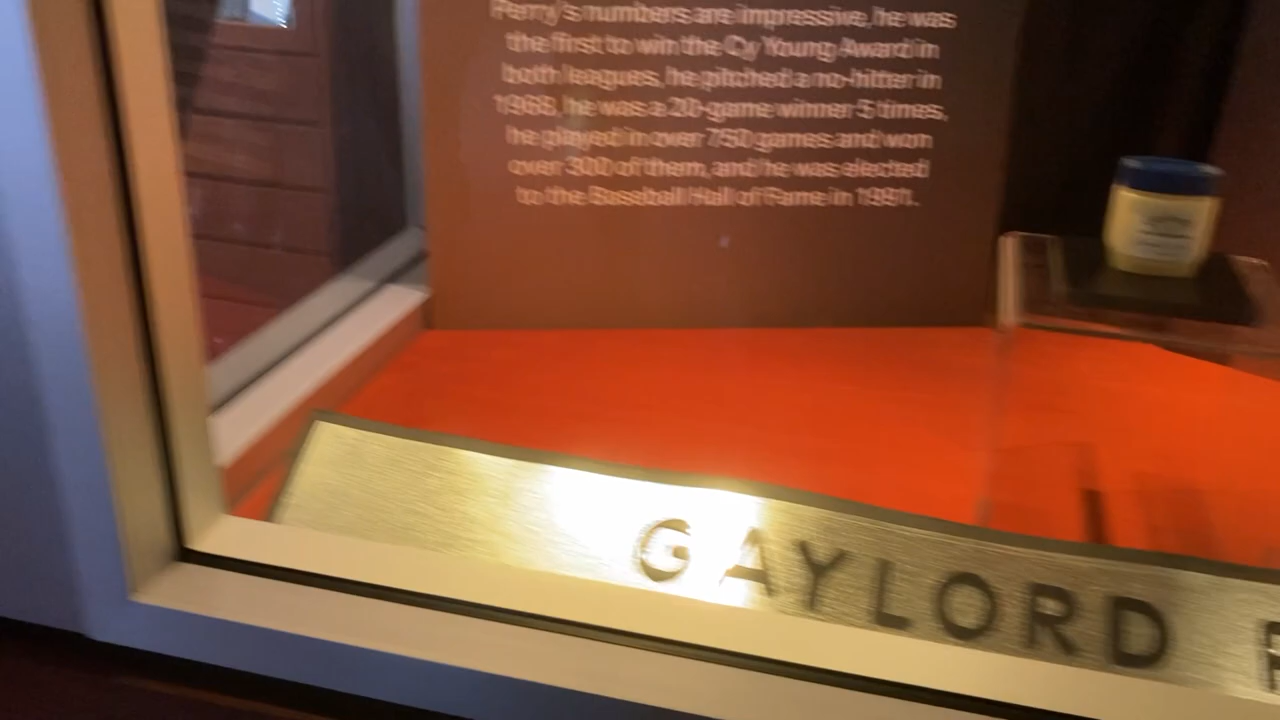 Perry's numbers are impressive, he was
the first to win the Cy Young Award in
both leagues, he pitched a no-hitter in
1968, he was a 20-game winner 5 times,
he played in over 750 games and won
over 300 of them, and he was elected
to the Baseball Hall of Fame in 1991.
GAYLORD